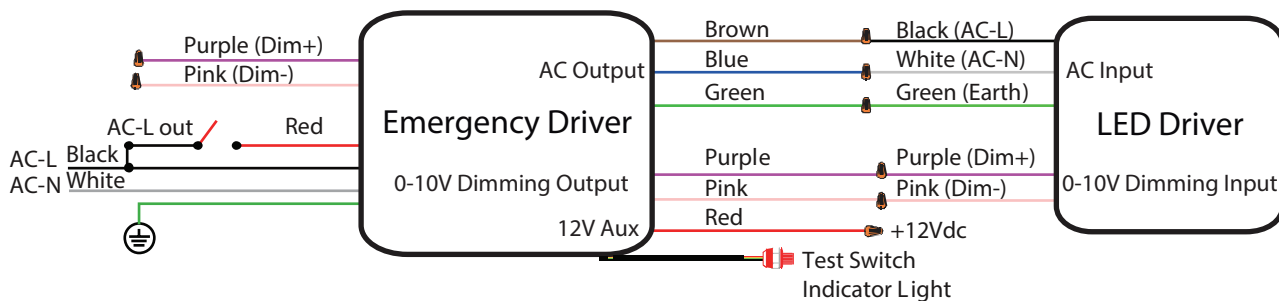 Purple (Dim+)
Pink (Dim-)
AC-L out
Red
AC-L
Black
AC-N
White
Emergency Driver
AC Output
0-10V Dimming Output
12V Aux
Brown
Blue
Green
Purple
Pink
Red
Black (AC-L)
White (AC-N)
Green (Earth)
Purple (Dim+)
Pink (Dim-)
+12Vdc
Test Switch
Indicator Light
AC Input
LED Driver
0-10V Dimming Input